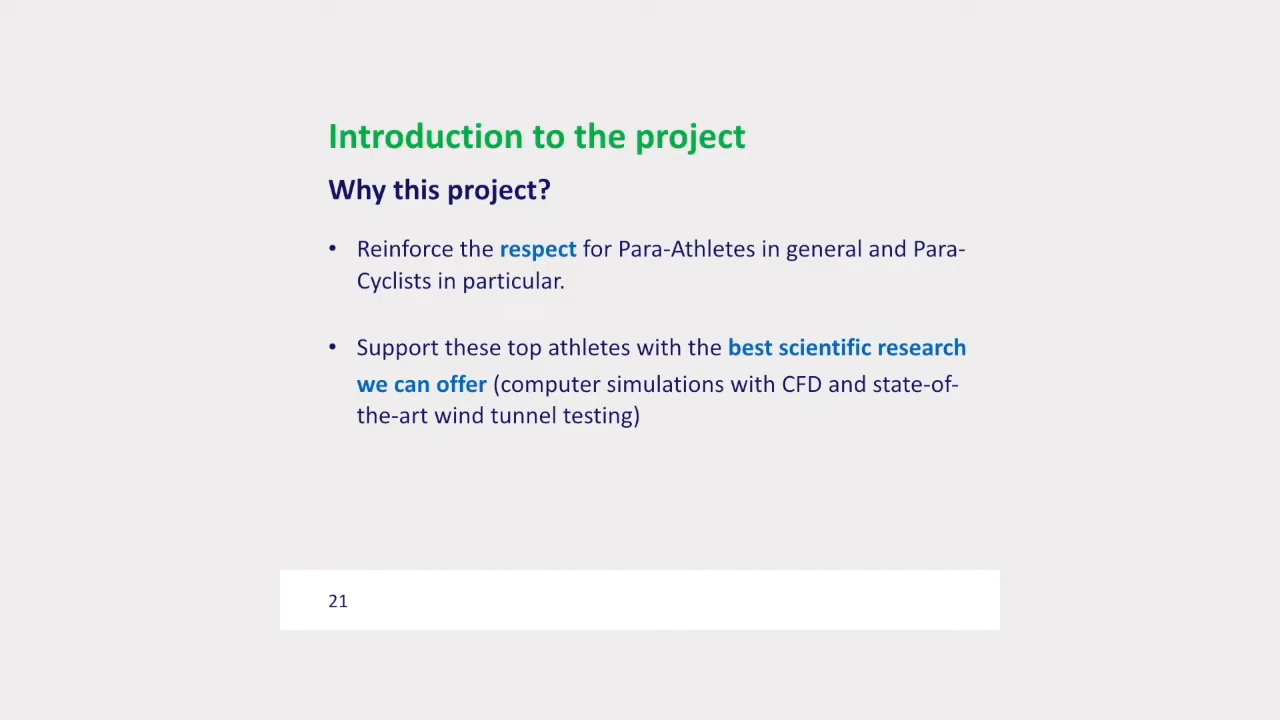 Introduction to the project
Why this project?
• Reinforce the respect for Para-Athletes in general and Para-
Cyclists in particular.
• Support these top athletes with the best scientific research
we can offer (computer simulations with CFD and state-of-
the-art wind tunnel testing)
21